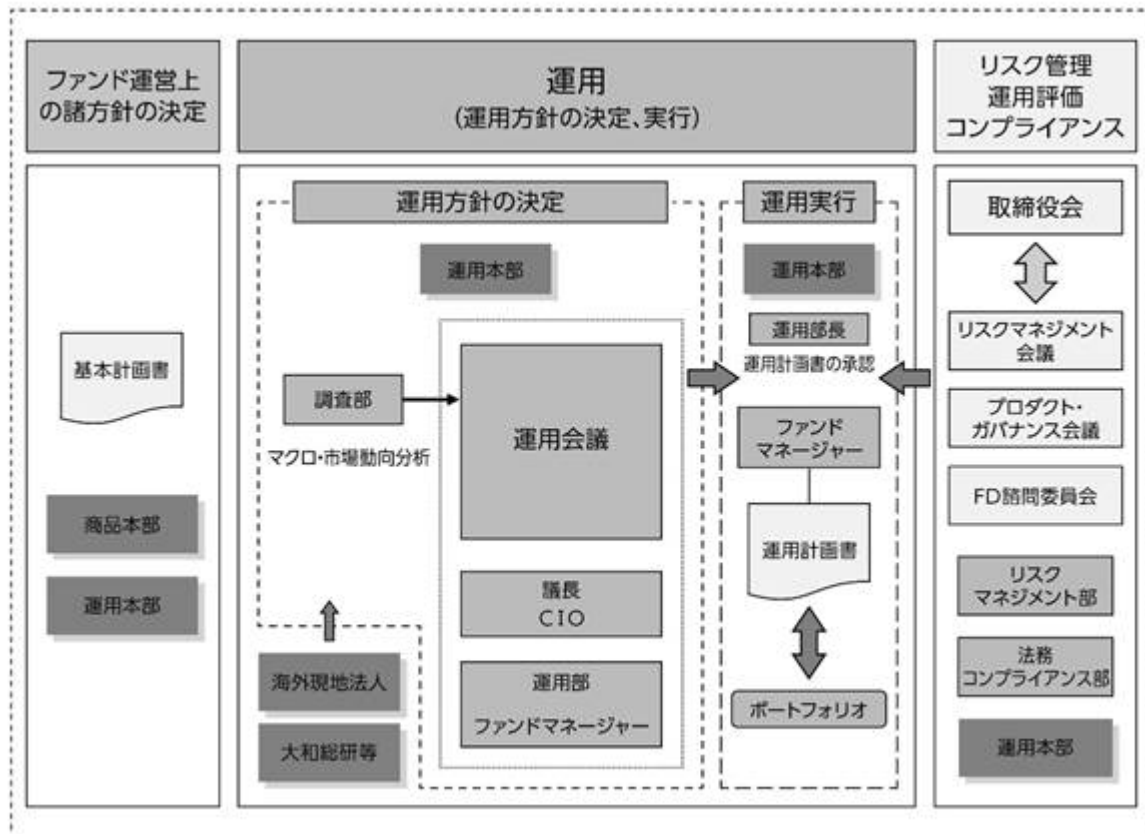 ファンド運営上
の諸方針の決定
運用
(運用方針の決定、実行)
リスク管理
運用評価
コンプライアンス
基本計画書
商品本部
運用本部
運用方針の決定
運用本部
調査部
マクロ・市場動向分析
運用会議
議長
CIO
運用部
ファンドマネージャー
海外現地法人
大和総研等
運用実行
運用本部
運用部長
運用計画書の承認
ファンド
マネージャー
運用計画書
ポートフォリオ
取締役会
リスクマネジメント
会議
プロダクト・
ガバナンス会議
FD諮問委員会
リスク
マネジメント部
法務
コンプライアンス部
運用本部